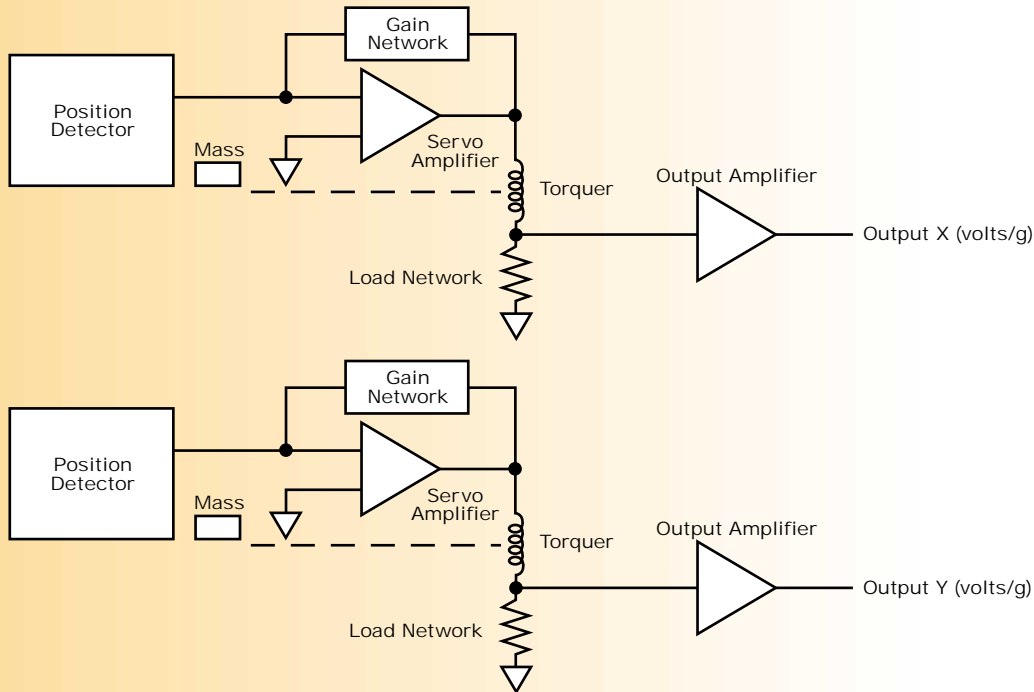 Gain
Network
Position
Detector
Mass
Servo
Amplifier
Torquer
Output Amplifier
Output X (volts/g)
Load Network
Gain
Network
Position
Detector
Mass
Servo
Amplifier
Torquer
Output Amplifier
Output Y (volts/g)
Load Network